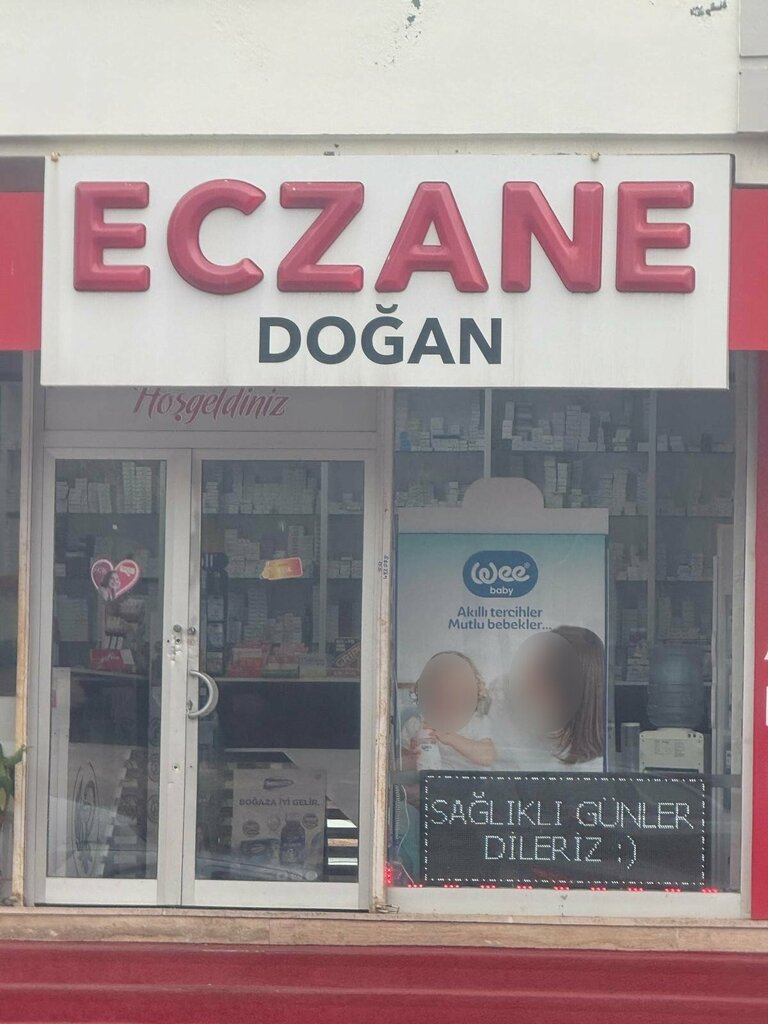 ECZANE
DOĞAN
Hoşgeldiniz
wee
baby
Akıllı tercihler
Mutlu bebekler...
BOĞAZA İYİ GELİR.
SAĞLIKLI GÜNLER
DİLERİZ :)